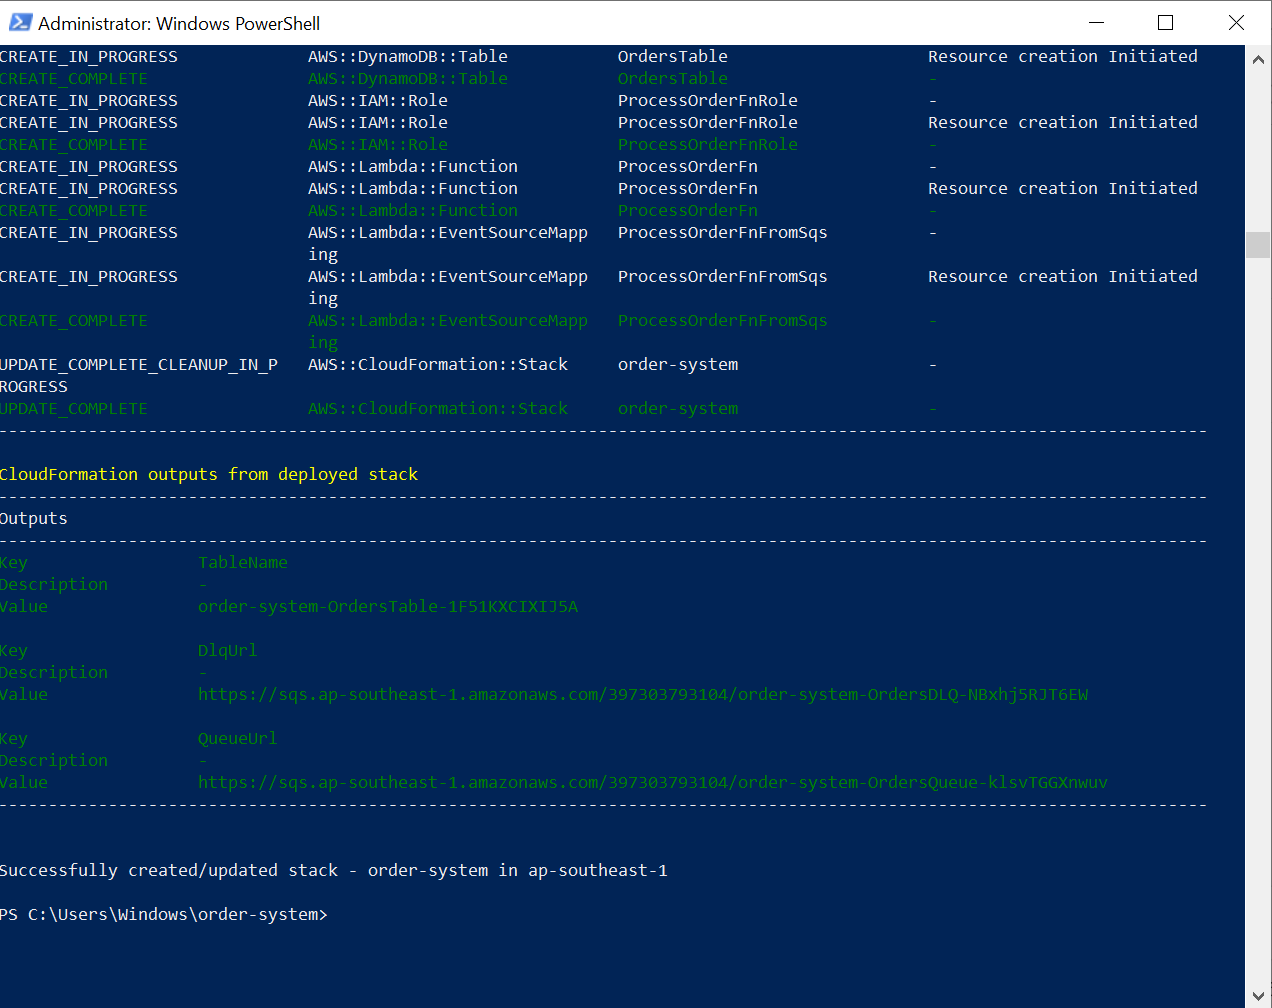 Administrator: Windows PowerShell
CREATE_IN_PROGRESS AWS::DynamoDB::Table OrdersTable Resource creation Initiated
CREATE_COMPLETE AWS::DynamoDB::Table OrdersTable -
CREATE_IN_PROGRESS AWS::IAM::Role ProcessOrderFnRole -
CREATE_IN_PROGRESS AWS::IAM::Role ProcessOrderFnRole Resource creation Initiated
CREATE_COMPLETE AWS::IAM::Role ProcessOrderFnRole -
CREATE_IN_PROGRESS AWS::Lambda::Function ProcessOrderFn -
CREATE_IN_PROGRESS AWS::Lambda::Function ProcessOrderFn Resource creation Initiated
CREATE_COMPLETE AWS::Lambda::Function ProcessOrderFn -
CREATE_IN_PROGRESS AWS::Lambda::EventSourceMapp ProcessOrderFnFromSqs -
ing
CREATE_IN_PROGRESS AWS::Lambda::EventSourceMapp ProcessOrderFnFromSqs Resource creation Initiated
ing
CREATE_COMPLETE AWS::Lambda::EventSourceMapp ProcessOrderFnFromSqs -
ing
UPDATE_COMPLETE_CLEANUP_IN_P AWS::CloudFormation::Stack order-system -
ROGRESS
UPDATE_COMPLETE AWS::CloudFormation::Stack order-system -
-------------------------------------------------------------------------------------------------------------------------
CloudFormation outputs from deployed stack
-------------------------------------------------------------------------------------------------------------------------
Outputs
-------------------------------------------------------------------------------------------------------------------------
Key TableName
Description -
Value order-system-OrdersTable-1F51KXCIXIJ5A
Key DlqUrl
Description -
Value https://sqs.ap-southeast-1.amazonaws.com/397303793104/order-system-OrdersDLQ-NBxhj5RJT6EW
Key QueueUrl
Description -
Value https://sqs.ap-southeast-1.amazonaws.com/397303793104/order-system-OrdersQueue-klsvTGGXnwuv
-------------------------------------------------------------------------------------------------------------------------
Successfully created/updated stack - order-system in ap-southeast-1
PS C:\Users\Windows\order-system>